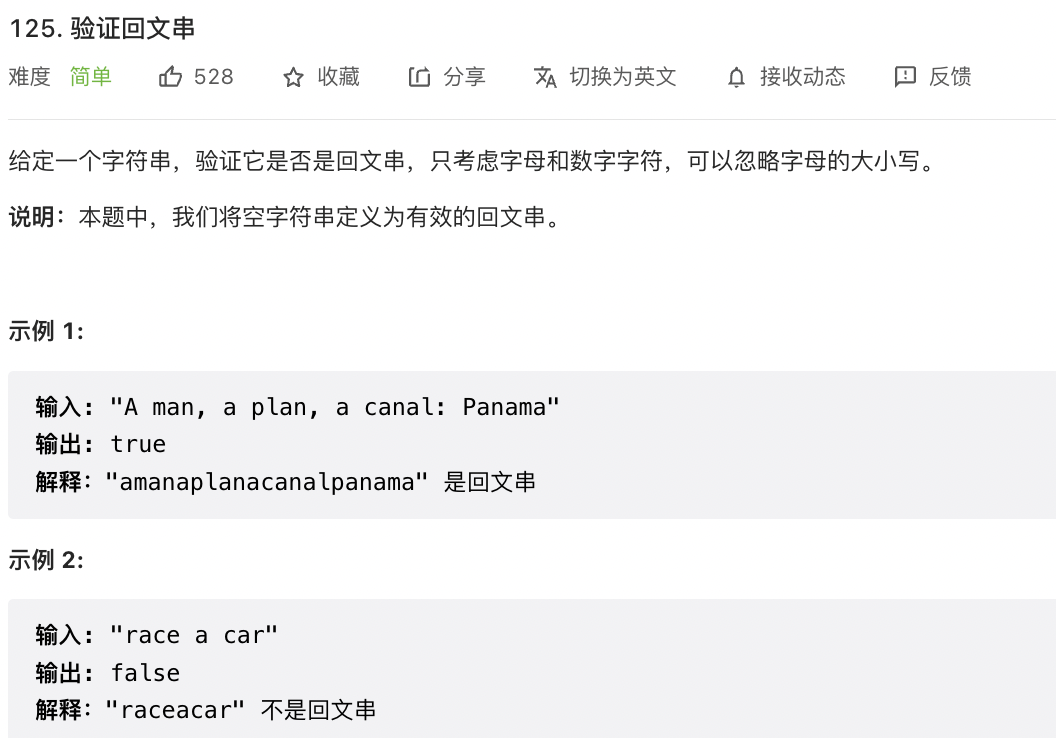 125. 验证回文串
难度 简单 528 收藏 分享 切换为英文 接收动态 反馈
给定一个字符串，验证它是否是回文串，只考虑字母和数字字符，可以忽略字母的大小写。
说明：本题中，我们将空字符串定义为有效的回文串。
示例 1:
输入: "A man, a plan, a canal: Panama"
输出: true
解释："amanaplanacanalpanama" 是回文串
示例 2:
输入: "race a car"
输出: false
解释："raceacar" 不是回文串